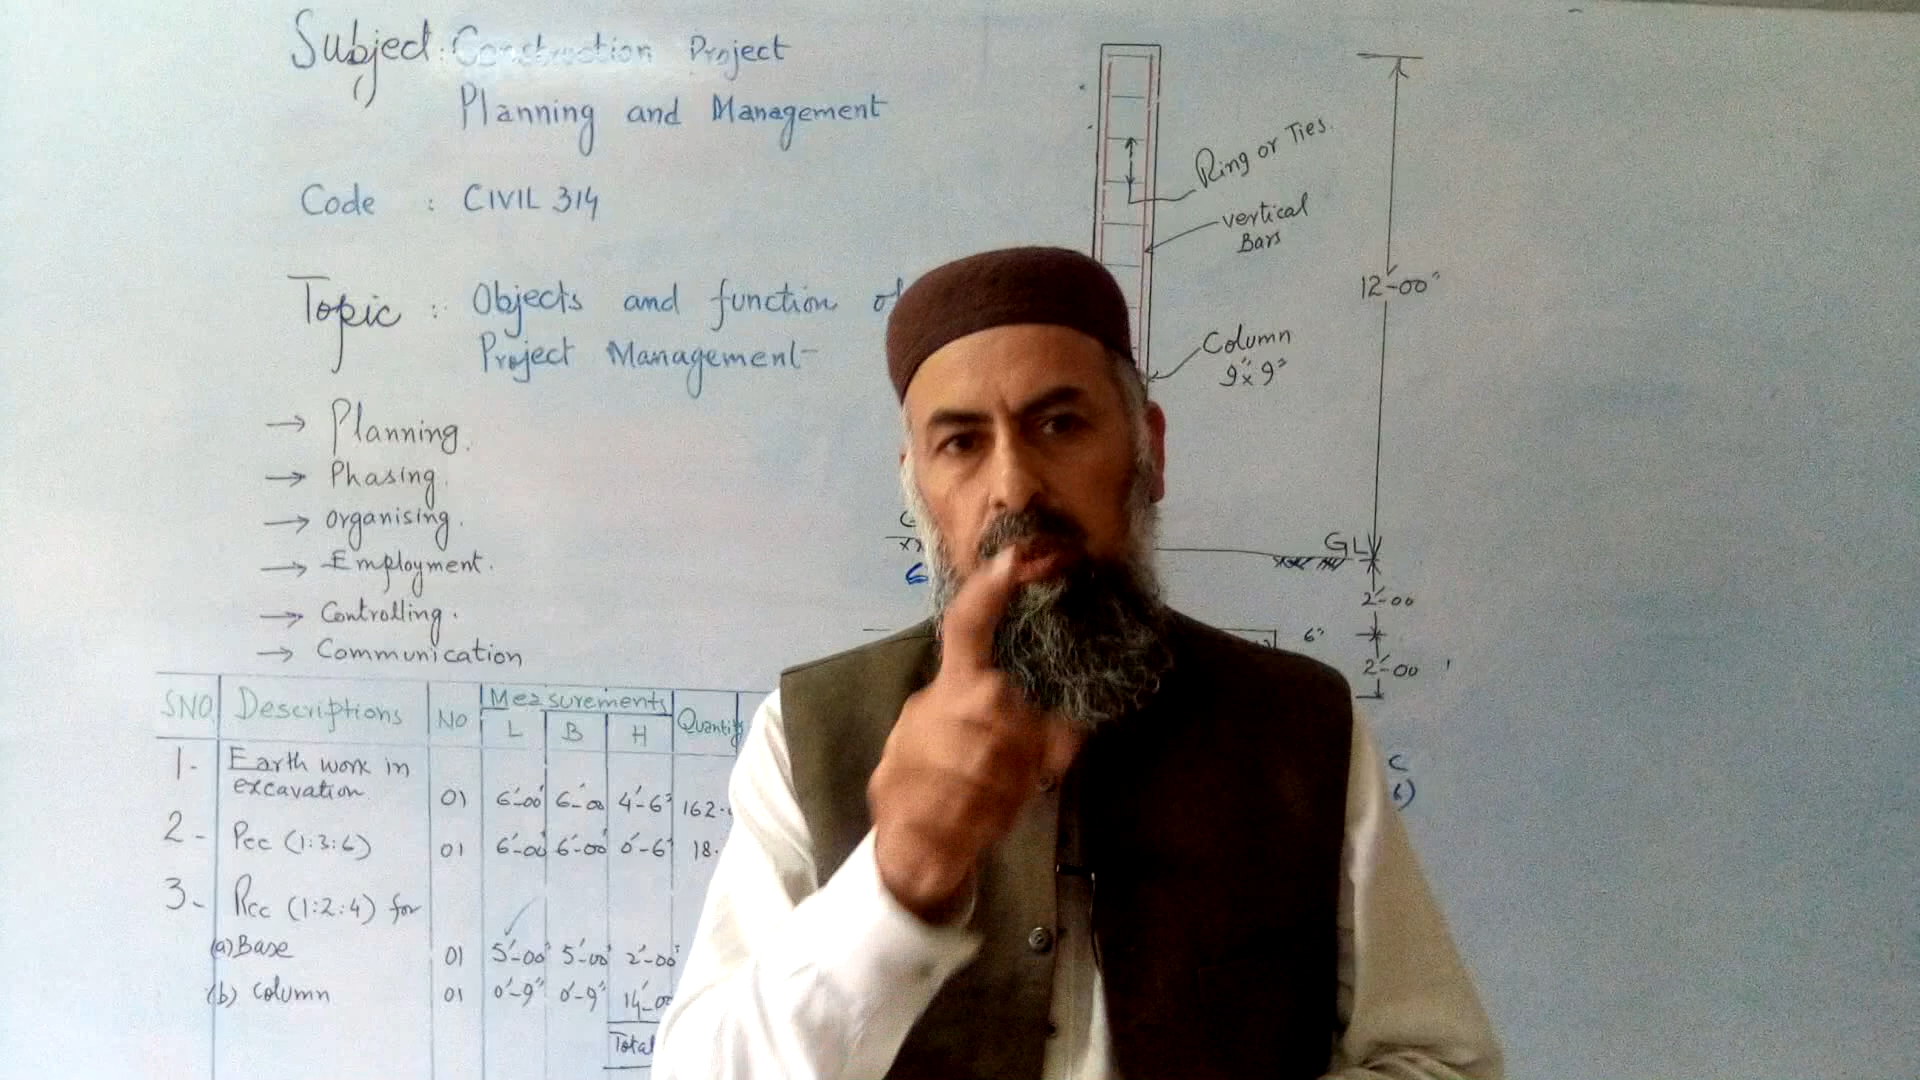 Subject: Construction Project
Planning and Management
Code : CIVIL 314
Topic : Objects and function of
Project Management
→ Planning.
→ Phasing.
→ organising.
→ Employment.
→ Controlling.
→ Communication
SNO Descriptions NO Measurements Quantity
L B H
1- Earth work in
excavation 01 6'-00" 6'-00 4'-6" 162.
2- Pcc (1:3:6) 01 6'-00" 6'-00" 0'-6" 18.
3- Rcc (1:2:4) for
(a) Base 01 5'-00" 5'-00" 2'-00"
(b) Column 01 0'-9" 0'-9" 14'-00
Total
Ring or Ties.
vertical
Bars
12'-00"
Column
9"x9"
GL
2'-00
6"
2'-00